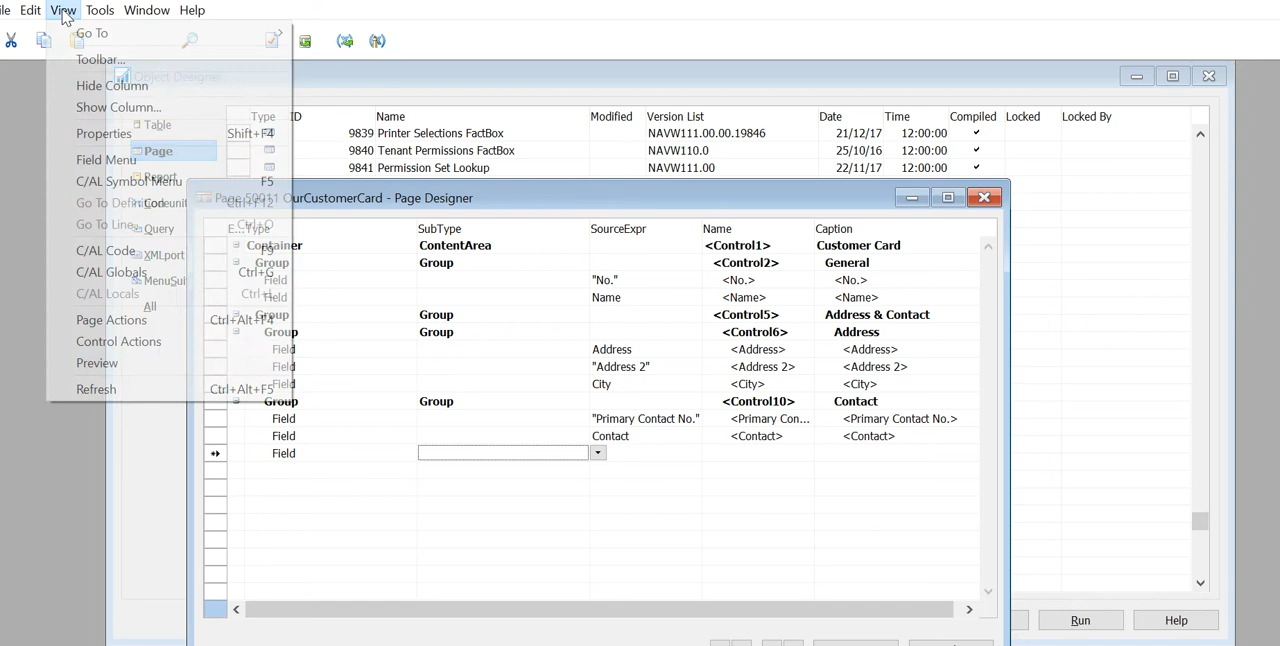 ile Edit View Tools Window Help
Go To
Toolbar...
Hide Column
Show Column...
Properties Shift+F4
Field Menu
C/AL Symbol Menu F5
Go To Definition Ctrl+F12
Go To Line... Ctrl+O
C/AL Code F9
C/AL Globals Ctrl+G
C/AL Locals Ctrl+L
Page Actions Ctrl+Alt+F4
Control Actions
Preview
Refresh Ctrl+Alt+F5
Object Designer
Table
Page
Report
Codeunit
Query
XMLport
MenuSui
All
Type ID Name Modified Version List Date Time Compiled Locked Locked By
9839 Printer Selections FactBox NAVW111.00.00.19846 21/12/17 12:00:00
9840 Tenant Permissions FactBox NAVW110.0 25/10/16 12:00:00
9841 Permission Set Lookup NAVW111.00 22/11/17 12:00:00
Page 50011 OurCustomerCard - Page Designer
E... Type SubType SourceExpr Name Caption
Container ContentArea <Control1> Customer Card
Group Group <Control2> General
Field "No." <No.> <No.>
Field Name <Name> <Name>
Group Group <Control5> Address & Contact
Group Group <Control6> Address
Field Address <Address> <Address>
Field "Address 2" <Address 2> <Address 2>
Field City <City> <City>
Group Group <Control10> Contact
Field "Primary Contact No." <Primary Con... <Primary Contact No.>
Field Contact <Contact> <Contact>
Field
Run Help